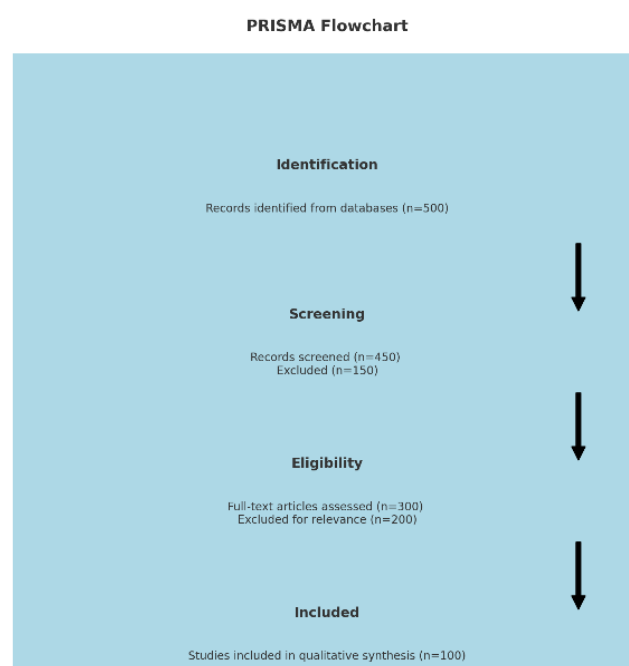 PRISMA Flowchart
Identification
Records identified from databases (n=500)
Screening
Records screened (n=450)
Excluded (n=150)
Eligibility
Full-text articles assessed (n=300)
Excluded for relevance (n=200)
Included
Studies included in qualitative synthesis (n=100)